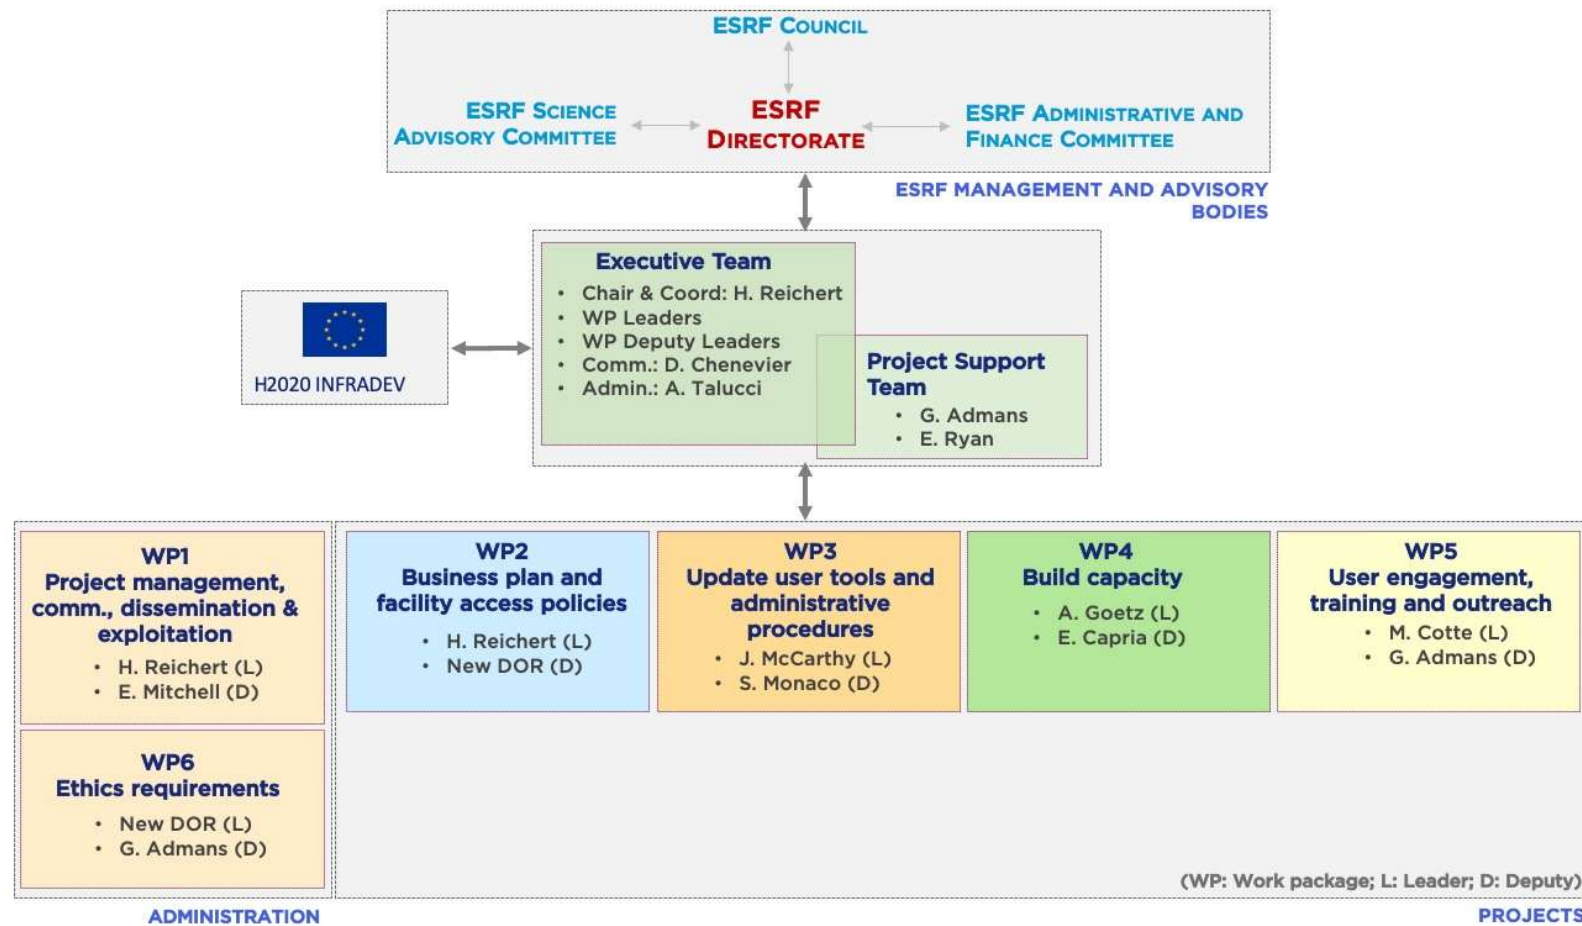 ESRF COUNCIL
ESRF SCIENCE
ADVISORY COMMITTEE
ESRF
DIRECTORATE
ESRF ADMINISTRATIVE AND
FINANCE COMMITTEE
ESRF MANAGEMENT AND ADVISORY
BODIES
Executive Team
• Chair & Coord: H. Reichert
• WP Leaders
• WP Deputy Leaders
• Comm.: D. Chenevier
• Admin.: A. Talucci
Project Support
Team
• G. Admans
• E. Ryan
H2020 INFRADEV
WP1
Project management,
comm., dissemination &
exploitation
• H. Reichert (L)
• E. Mitchell (D)
WP2
Business plan and
facility access policies
• H. Reichert (L)
• New DOR (D)
WP3
Update user tools and
administrative
procedures
• J. McCarthy (L)
• S. Monaco (D)
WP4
Build capacity
• A. Goetz (L)
• E. Capria (D)
WP5
User engagement,
training and outreach
• M. Cotte (L)
• G. Admans (D)
WP6
Ethics requirements
• New DOR (L)
• G. Admans (D)
(WP: Work package; L: Leader; D: Deputy)
ADMINISTRATION
PROJECTS